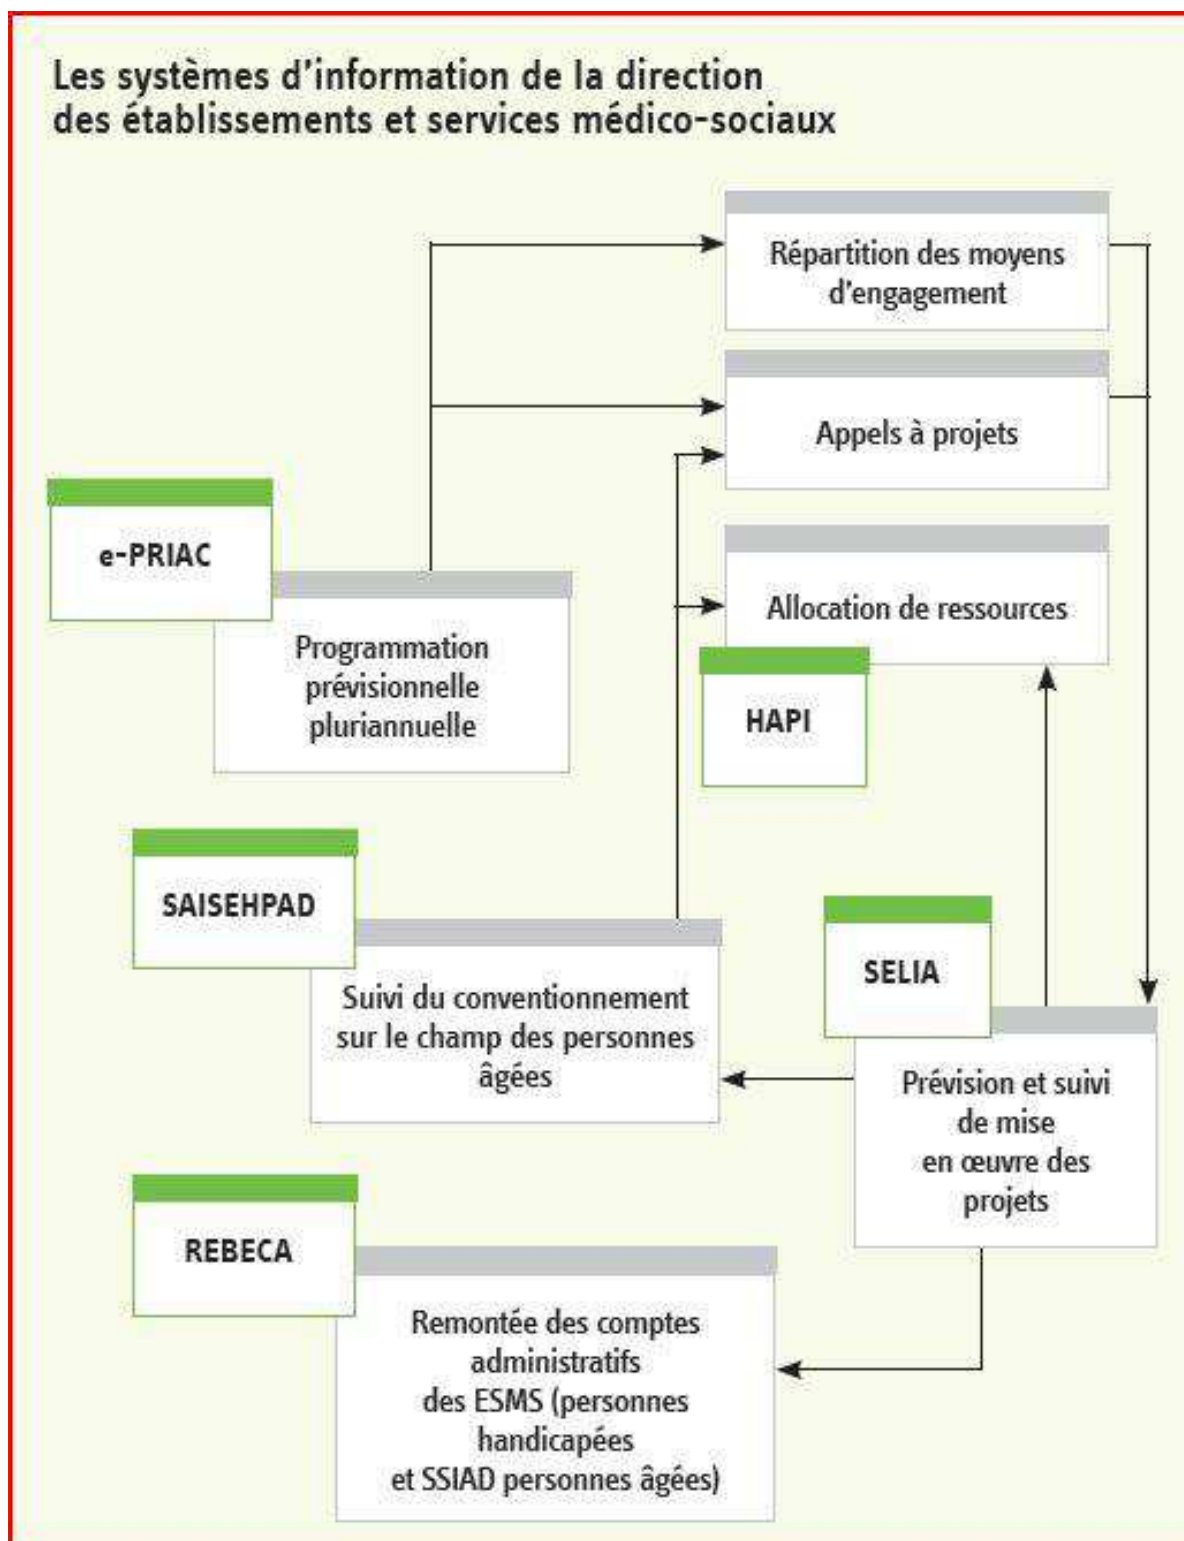 Les systèmes d'information de la direction
des établissements et services médico-sociaux
Répartition des moyens
d'engagement
Appels à projets
e-PRIAC
Programmation
prévisionnelle
pluriannuelle
Allocation de ressources
HAPI
SAISEHPAD
Suivi du conventionnement
sur le champ des personnes
âgées
SELIA
Prévision et suivi
de mise
en œuvre des
projets
REBECA
Remontée des comptes
administratifs
des ESMS (personnes
handicapées
et SSIAD personnes âgées)